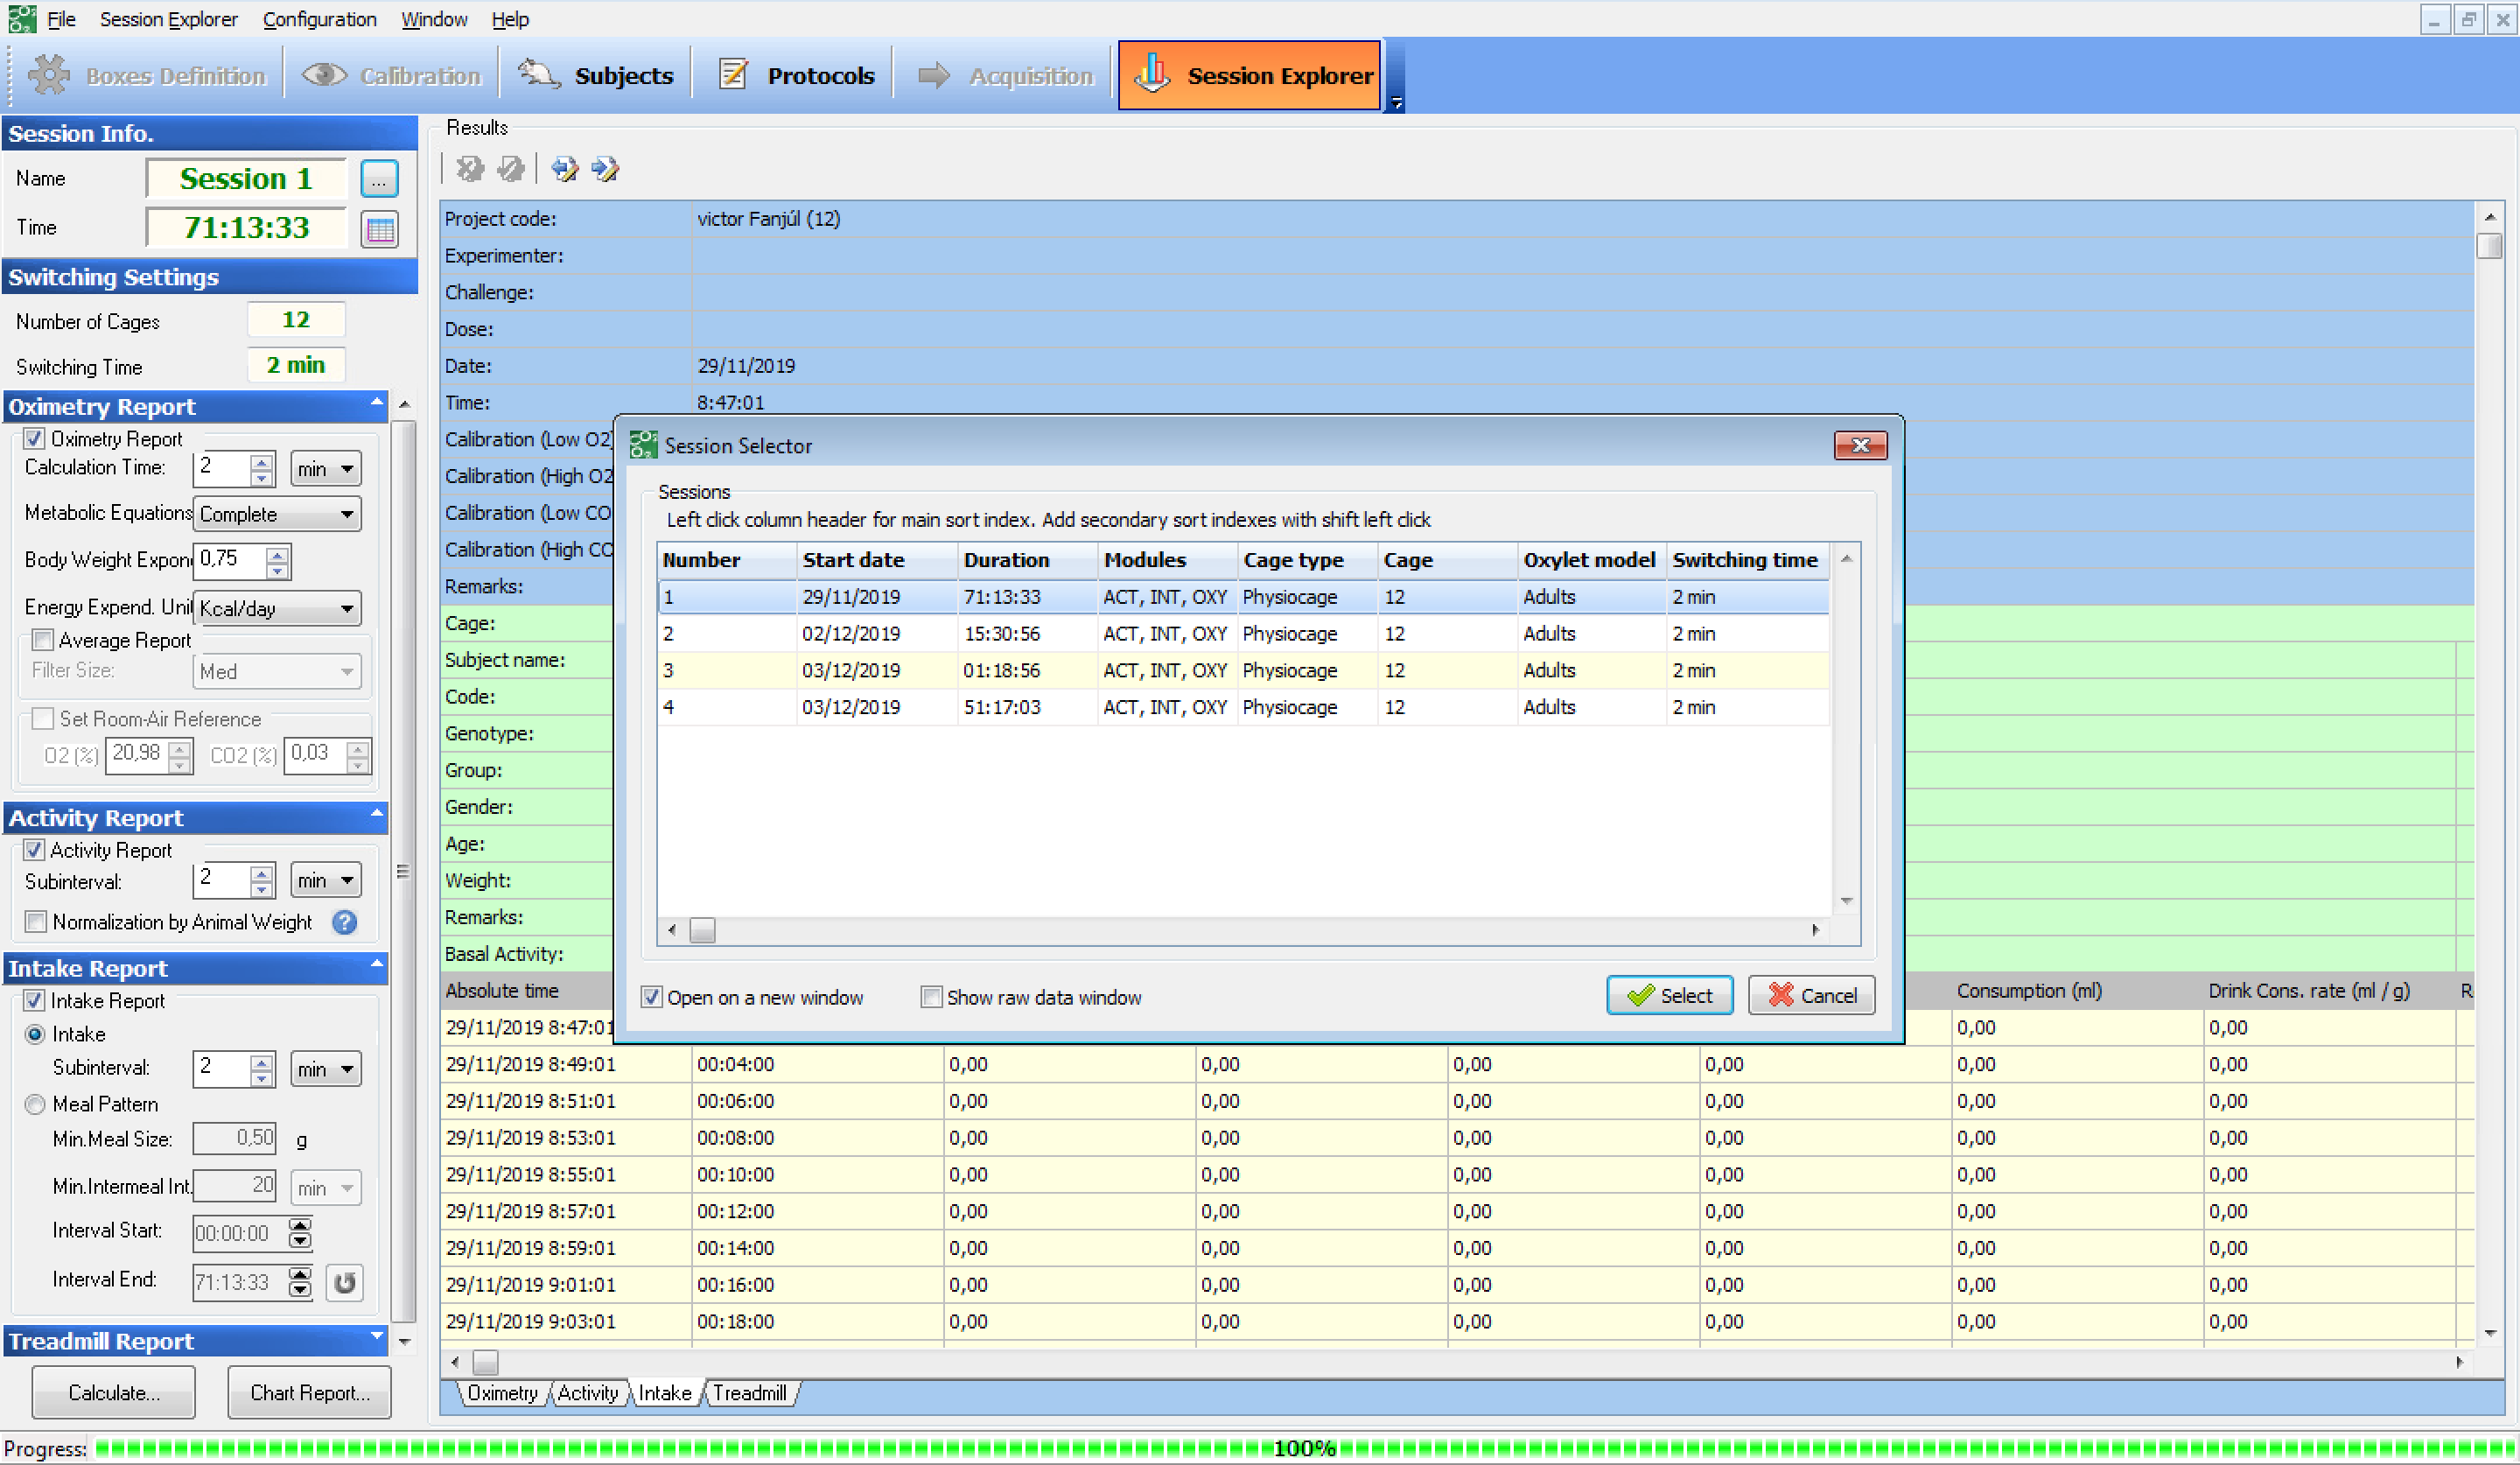 File Session Explorer Configuration Window Help
Boxes Definition Calibration Subjects Protocols Acquisition Session Explorer
Session Info.
Name Session 1 ...
Time 71:13:33
Switching Settings
Number of Cages 12
Switching Time 2 min
Oximetry Report
Oximetry Report
Calculation Time: 2 min
Metabolic Equations Complete
Body Weight Expon 0,75
Energy Expend. Unit Kcal/day
Average Report
Filter Size: Med
Set Room-Air Reference
O2 (%) 20,98 CO2 (%) 0,03
Activity Report
Activity Report
Subinterval: 2 min
Normalization by Animal Weight ?
Intake Report
Intake Report
Intake
Subinterval: 2 min
Meal Pattern
Min.Meal Size: 0,50 g
Min.Intermeal Int. 20 min
Interval Start: 00:00:00
Interval End: 71:13:33
Treadmill Report
Calculate... Chart Report...
Results
Project code: victor Fanjúl (12)
Experimenter:
Challenge:
Dose:
Date: 29/11/2019
Time: 8:47:01
Calibration (Low O2)
Calibration (High O2
Calibration (Low CO
Calibration (High CO
Remarks:
Cage:
Subject name:
Code:
Genotype:
Group:
Gender:
Age:
Weight:
Remarks:
Basal Activity:
Absolute time Consumption (ml) Drink Cons. rate (ml / g) R
29/11/2019 8:47:01 0,00 0,00
29/11/2019 8:49:01 00:04:00 0,00 0,00 0,00 0,00 0,00 0,00
29/11/2019 8:51:01 00:06:00 0,00 0,00 0,00 0,00 0,00 0,00
29/11/2019 8:53:01 00:08:00 0,00 0,00 0,00 0,00 0,00 0,00
29/11/2019 8:55:01 00:10:00 0,00 0,00 0,00 0,00 0,00 0,00
29/11/2019 8:57:01 00:12:00 0,00 0,00 0,00 0,00 0,00 0,00
29/11/2019 8:59:01 00:14:00 0,00 0,00 0,00 0,00 0,00 0,00
29/11/2019 9:01:01 00:16:00 0,00 0,00 0,00 0,00 0,00 0,00
29/11/2019 9:03:01 00:18:00 0,00 0,00 0,00 0,00 0,00 0,00
Oximetry Activity Intake Treadmill
Session Selector
Sessions
Left click column header for main sort index. Add secondary sort indexes with shift left click
Number Start date Duration Modules Cage type Cage Oxylet model Switching time
1 29/11/2019 71:13:33 ACT, INT, OXY Physiocage 12 Adults 2 min
2 02/12/2019 15:30:56 ACT, INT, OXY Physiocage 12 Adults 2 min
3 03/12/2019 01:18:56 ACT, INT, OXY Physiocage 12 Adults 2 min
4 03/12/2019 51:17:03 ACT, INT, OXY Physiocage 12 Adults 2 min
Open on a new window Show raw data window Select Cancel
Progress: 100%